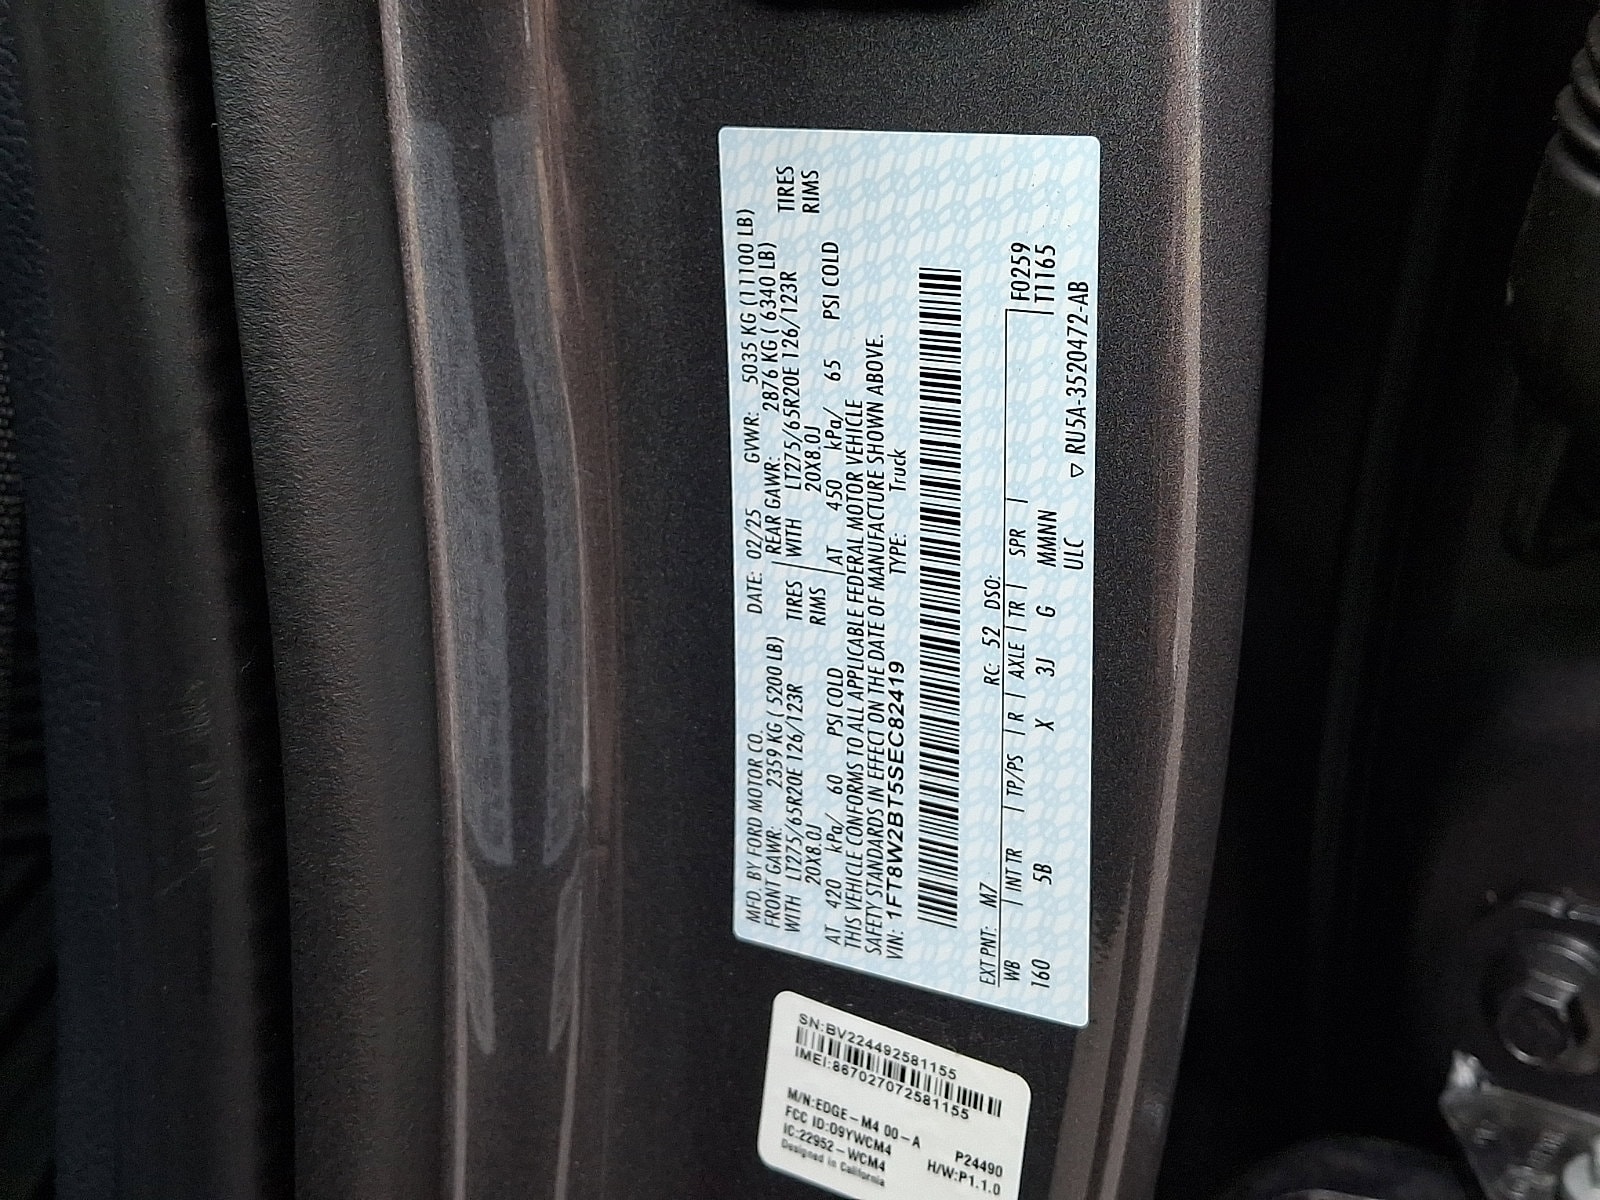 MFD. BY FORD MOTOR CO. DATE: 02/25 GVWR: 5035 KG (11100 LB)
FRONT GAWR: 2359 KG ( 5200 LB) REAR GAWR: 2876 KG ( 6340 LB)
WITH LT275/65R20E 126/123R TIRES WITH LT275/65R20E 126/123R TIRES
20X8.0J RIMS 20X8.0J RIMS
AT 420 kPa/ 60 PSI COLD AT 450 kPa/ 65 PSI COLD
THIS VEHICLE CONFORMS TO ALL APPLICABLE FEDERAL MOTOR VEHICLE
SAFETY STANDARDS IN EFFECT ON THE DATE OF MANUFACTURE SHOWN ABOVE.
VIN: 1FT8W2BT5SEC82419 TYPE: Truck
EXT PNT: M7 RC: 52 DSO:
WB | INT TR | TP/PS | R | AXLE | TR | SPR | F0259
160 5B X 3J G MMNN T1165
ULC
▽ RU5A-3520472-AB
SN:BV224492581155
IMEI:867027072581155
M/N:EDGE-M4 00-A
FCC ID:09YWCM4 P24490
IC:22952-WCM4 H/W:P1.1.0
Designed in California